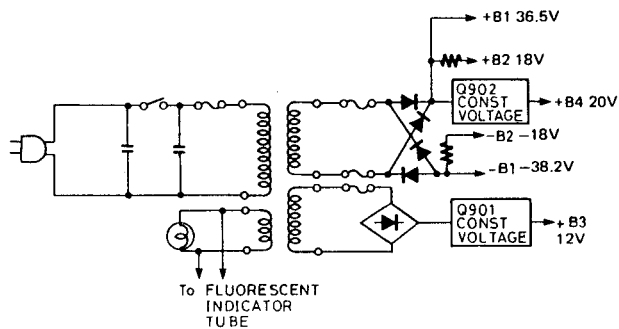 +B1 36.5V
+B2 18V
Q902
CONST
VOLTAGE
+B4 20V
-B2 -18V
-B1 -38.2V
Q901
CONST
VOLTAGE
+B3
12V
To FLUORESCENT
INDICATOR
TUBE